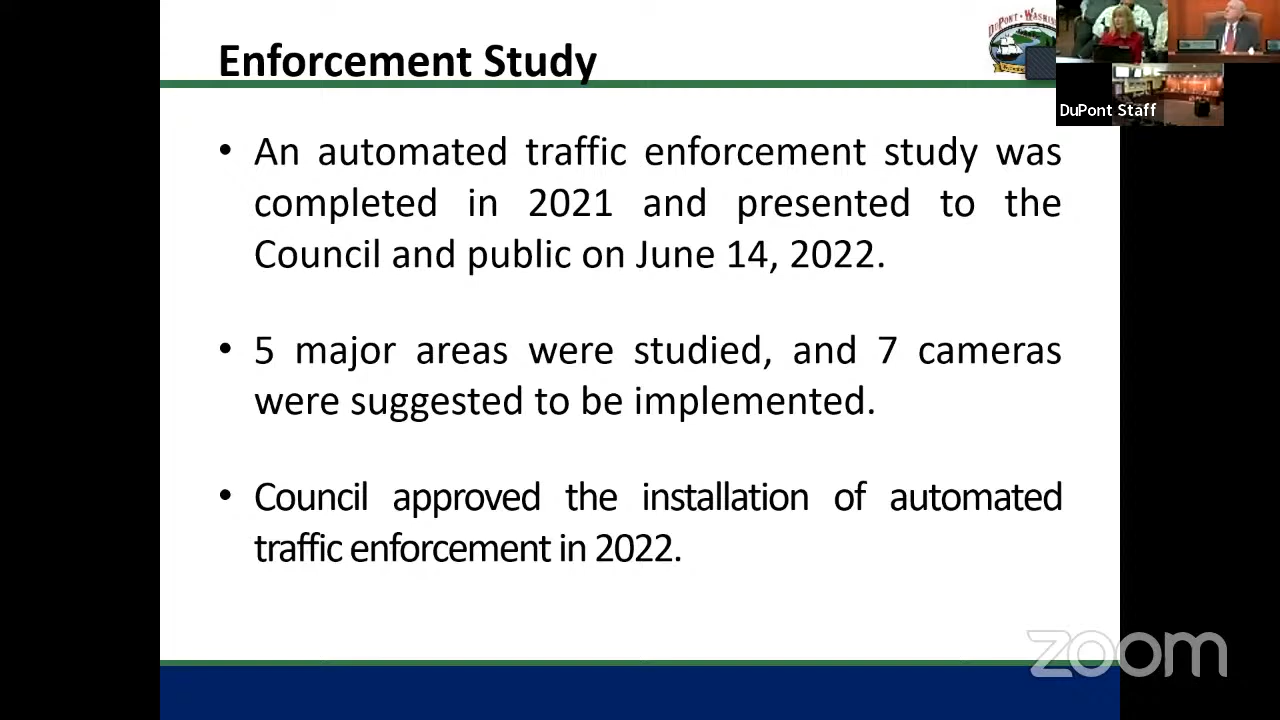 Enforcement Study
DuPont • Washin
DuPont Staff
• An automated traffic enforcement study was
completed in 2021 and presented to the
Council and public on June 14, 2022.
• 5 major areas were studied, and 7 cameras
were suggested to be implemented.
• Council approved the installation of automated
traffic enforcement in 2022.
zoom